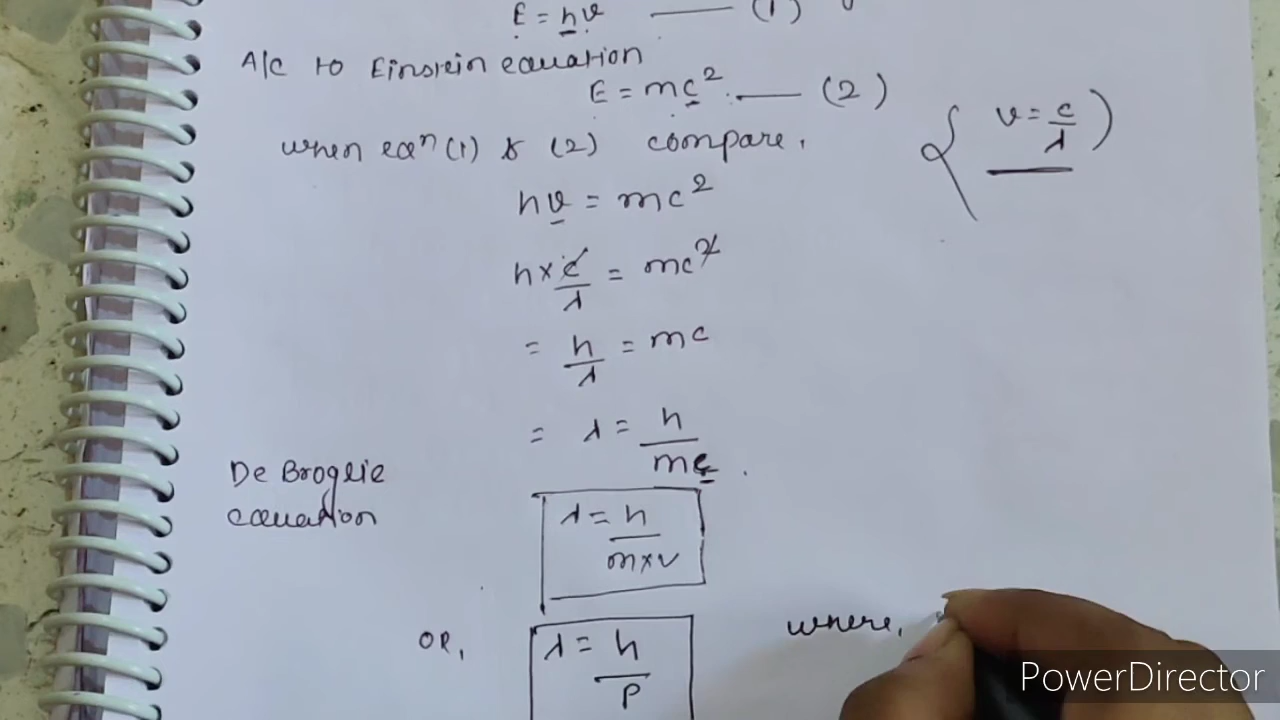 E = hν —— (1)
A/c to Einstein equation
E = mc² —— (2)
{ ν = c/λ )
when eqⁿ (1) & (2) compare,
hν = mc²
h × c/λ = mc²
= h/λ = mc
= λ = h/mc .
De Broglie
equation
λ = h/m×v
OR,
λ = h/P
where,
PowerDirector